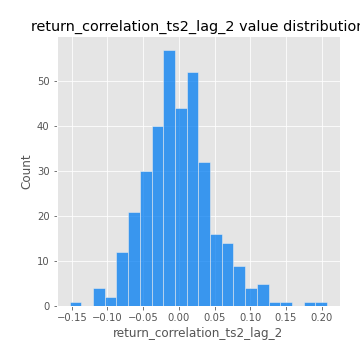 return_correlation_ts2_lag_2 value distribution
50
40
30
20
10
0
Count
−0.15 −0.10 −0.05 0.00 0.05 0.10 0.15 0.20
return_correlation_ts2_lag_2